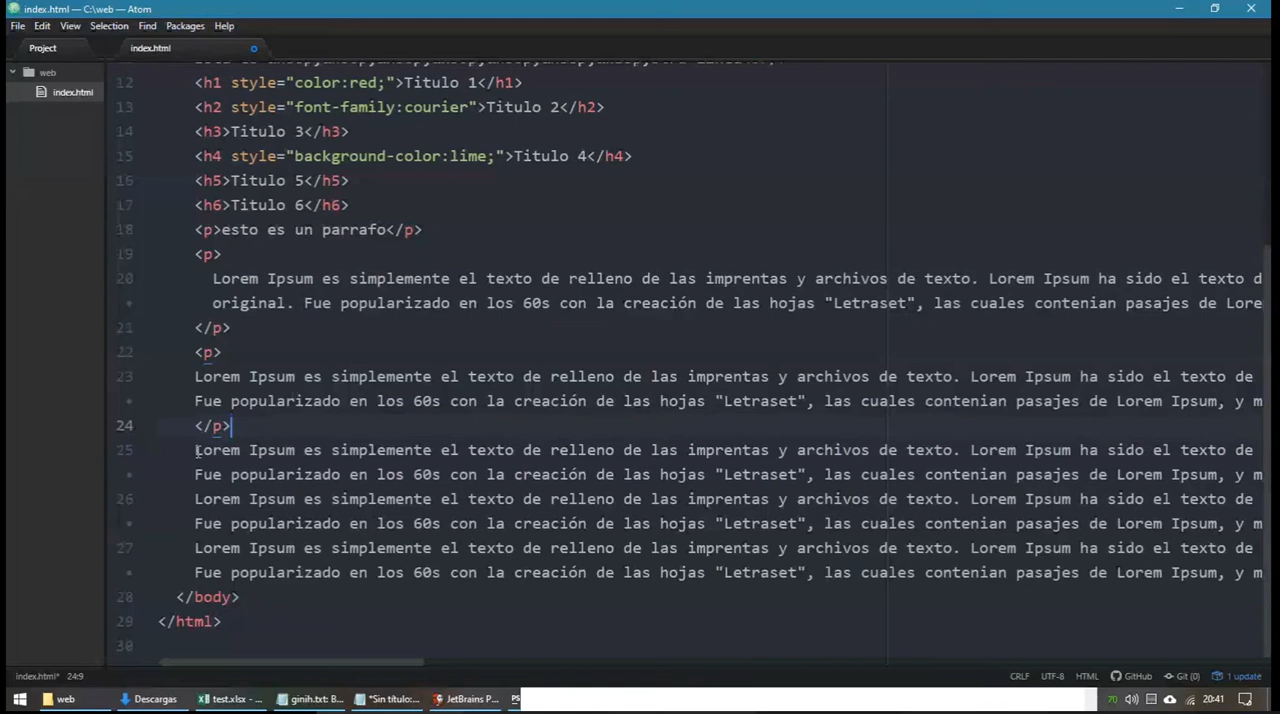 index.html — C:\web — Atom
File Edit View Selection Find Packages Help
Project
index.html
web
index.html
12 <h1 style="color:red;">Titulo 1</h1>
13 <h2 style="font-family:courier">Titulo 2</h2>
14 <h3>Titulo 3</h3>
15 <h4 style="background-color:lime;">Titulo 4</h4>
16 <h5>Titulo 5</h5>
17 <h6>Titulo 6</h6>
18 <p>esto es un parrafo</p>
19 <p>
20 Lorem Ipsum es simplemente el texto de relleno de las imprentas y archivos de texto. Lorem Ipsum ha sido el texto d
original. Fue popularizado en los 60s con la creación de las hojas "Letraset", las cuales contenian pasajes de Lore
21 </p>
22 <p>
23 Lorem Ipsum es simplemente el texto de relleno de las imprentas y archivos de texto. Lorem Ipsum ha sido el texto de
Fue popularizado en los 60s con la creación de las hojas "Letraset", las cuales contenian pasajes de Lorem Ipsum, y m
24 </p>
25 Lorem Ipsum es simplemente el texto de relleno de las imprentas y archivos de texto. Lorem Ipsum ha sido el texto de
Fue popularizado en los 60s con la creación de las hojas "Letraset", las cuales contenian pasajes de Lorem Ipsum, y m
26 Lorem Ipsum es simplemente el texto de relleno de las imprentas y archivos de texto. Lorem Ipsum ha sido el texto de
Fue popularizado en los 60s con la creación de las hojas "Letraset", las cuales contenian pasajes de Lorem Ipsum, y m
27 Lorem Ipsum es simplemente el texto de relleno de las imprentas y archivos de texto. Lorem Ipsum ha sido el texto de
Fue popularizado en los 60s con la creación de las hojas "Letraset", las cuales contenian pasajes de Lorem Ipsum, y m
28 </body>
29 </html>
30
index.html* 24:9 CRLF UTF-8 HTML GitHub Git (0) 1 update
web Descargas test.xlsx - ... ginih.txt: B... *Sin título:... JetBrains P... PS 70 20:41